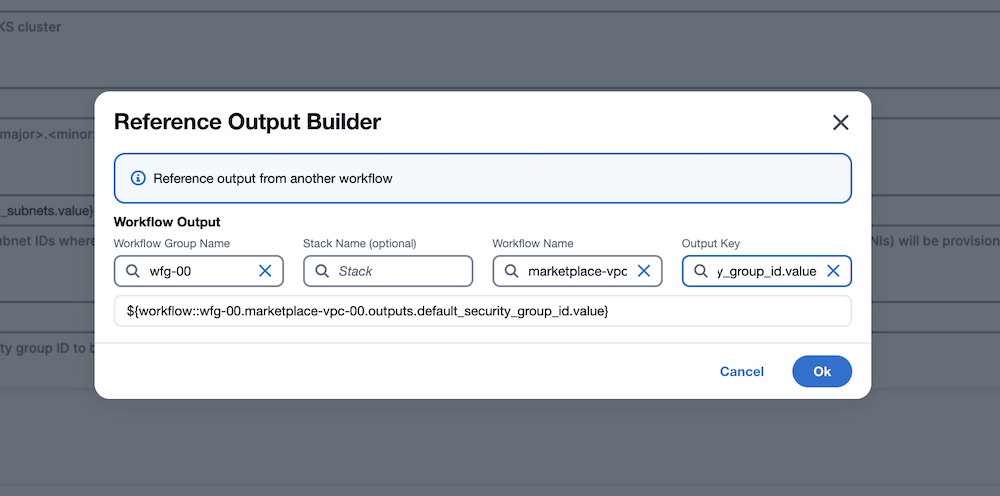 KS cluster
Reference Output Builder
major>.<minor
Reference output from another workflow
_subnets.value}
Workflow Output
ubnet IDs where
NIs) will be provision
Workflow Group Name
Stack Name (optional)
Workflow Name
Output Key
wfg-00
Stack
marketplace-vpc
y_group_id.value
${workflow::wfg-00.marketplace-vpc-00.outputs.default_security_group_id.value}
ty group ID to b
Cancel
Ok